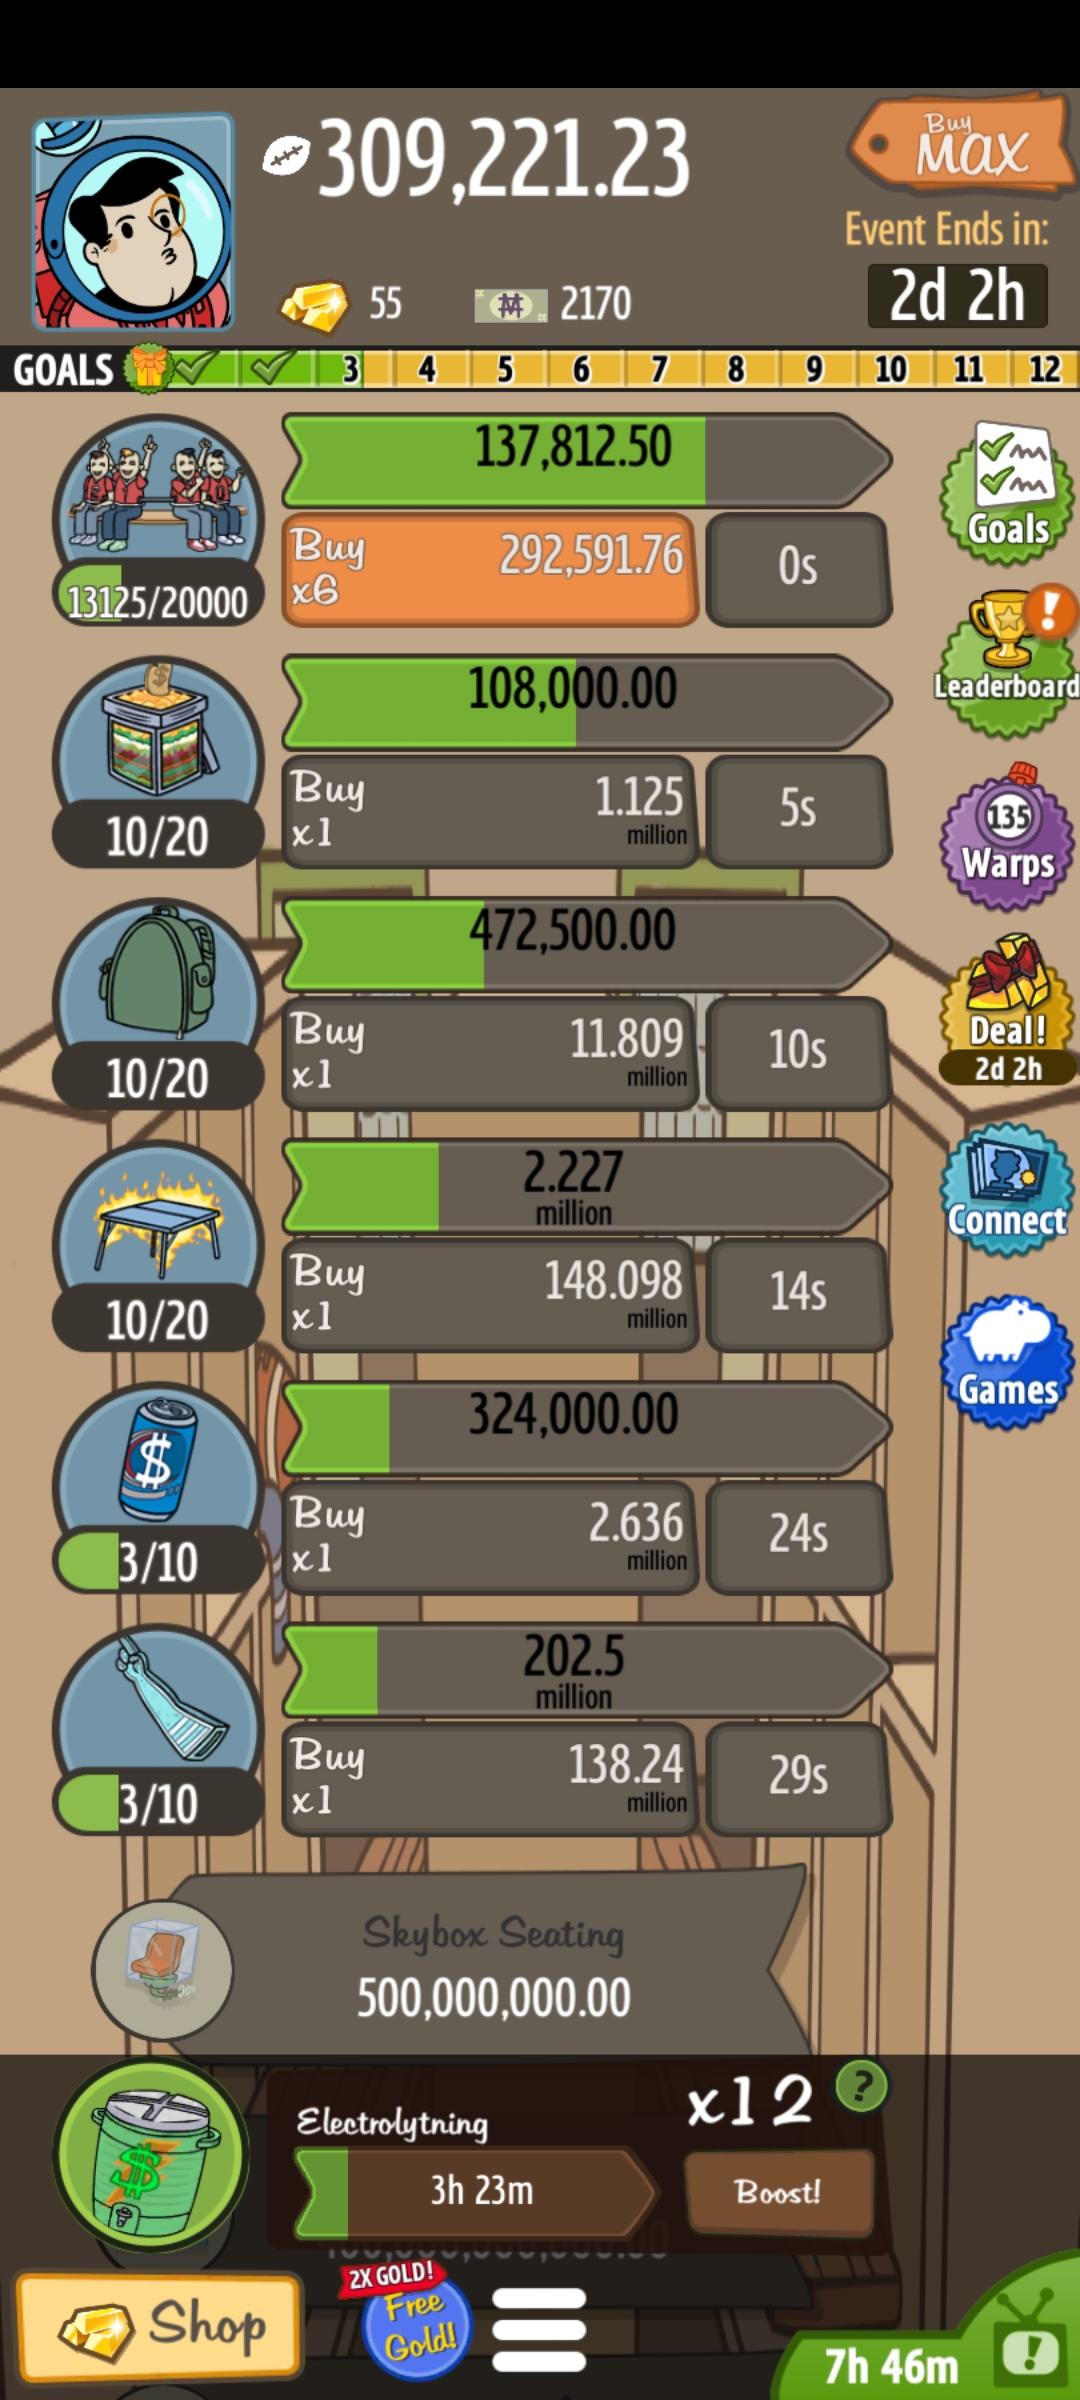 309,221.23
Buy
MAX
Event Ends in:
55
2170
2d 2h
GOALS
3
4
5
6
7
8
9
10
11
12
137,812.50
13125/20000
Buy
x6
292,591.76
0s
Goals
Leaderboard
108,000.00
10/20
Buy
x1
1.125
million
5s
135
Warps
472,500.00
10/20
Buy
x1
11.809
million
10s
Deal!
2d 2h
2.227
million
10/20
Buy
x1
148.098
million
14s
Connect
Games
324,000.00
3/10
Buy
x1
2.636
million
24s
202.5
million
3/10
Buy
x1
138.24
million
29s
Skybox Seating
500,000,000.00
Electrolytning
x12
?
3h 23m
Boost!
Shop
2X GOLD!
Free
Gold!
7h 46m